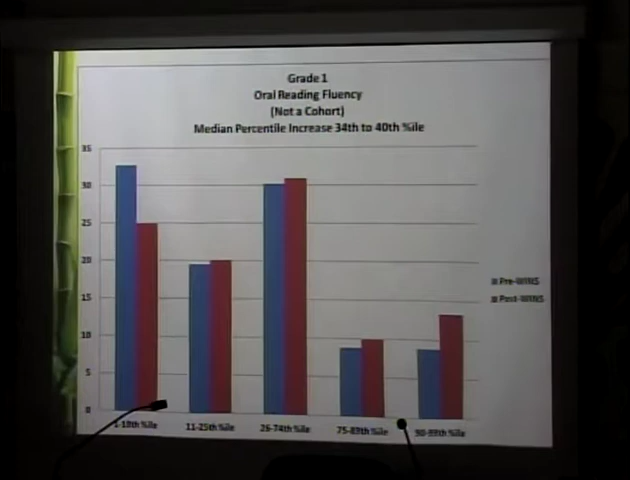 Grade 1
Oral Reading Fluency
(Not a Cohort)
Median Percentile Increase 34th to 40th %ile
35
30
25
20
15
10
5
0
Pre-WINS
Post-WINS
11-25th %ile
26-74th %ile
75-89th %ile
90-99th %ile